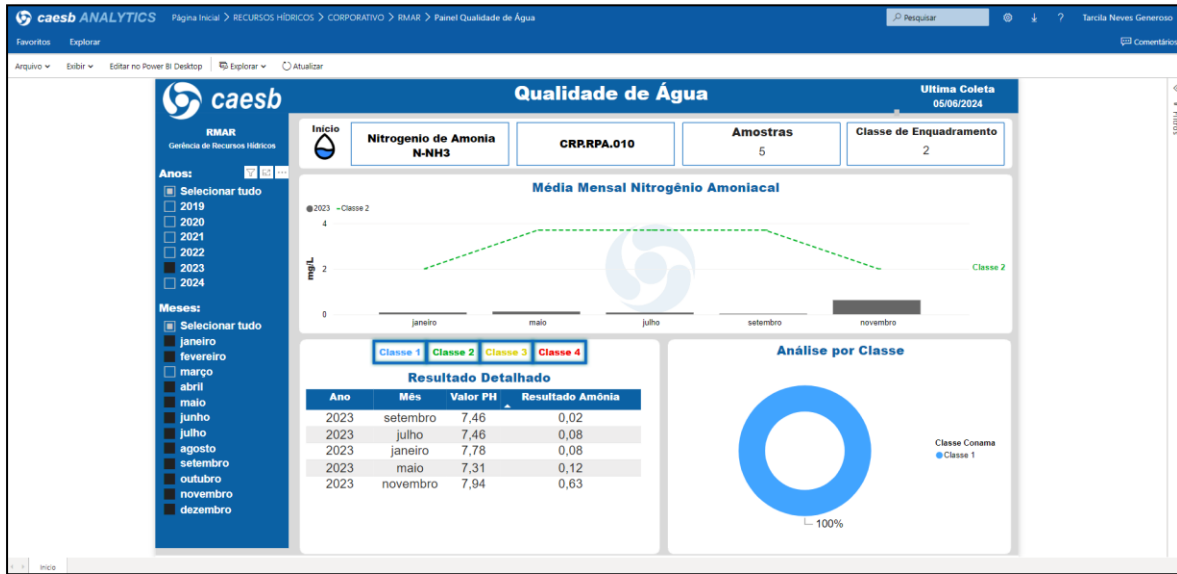 caesb ANALYTICS Página Inicial > RECURSOS HÍDRICOS > CORPORATIVO > RMAR > Painel Qualidade de Água Pesquisar Tarcila Neves Generoso
Favoritos Explorar Comentários
Arquivo Exibir Editar no Power BI Desktop Explorar Atualizar
caesb
Qualidade de Água
Ultima Coleta
05/06/2024
Filtros
RMAR
Gerência de Recursos Hídricos
Início
Nitrogenio de Amonia
N-NH3
CRP.RPA.010
Amostras
5
Classe de Enquadramento
2
Anos:
Selecionar tudo
2019
2020
2021
2022
2023
2024
Meses:
Selecionar tudo
janeiro
fevereiro
março
abril
maio
junho
julho
agosto
setembro
outubro
novembro
dezembro
Média Mensal Nitrogênio Amoniacal
2023 Classe 2
4
2
0
mg/L
Classe 2
janeiro maio julho setembro novembro
Classe 1 Classe 2 Classe 3 Classe 4
Resultado Detalhado
Ano Mês Valor PH Resultado Amônia
2023 setembro 7,46 0,02
2023 julho 7,46 0,08
2023 janeiro 7,78 0,08
2023 maio 7,31 0,12
2023 novembro 7,94 0,63
Análise por Classe
Classe Conama
Classe 1
100%
Inicio